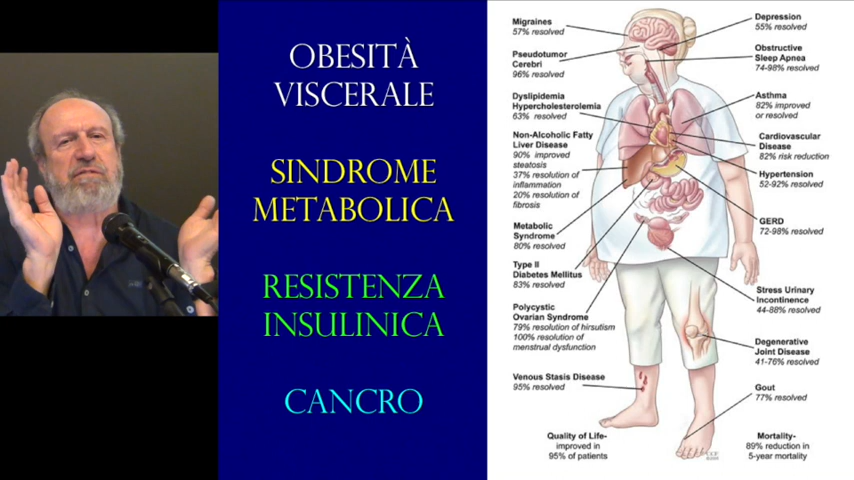 OBESITÀ
VISCERALE
SINDROME
METABOLICA
RESISTENZA
INSULINICA
CANCRO
Migraines
57% resolved
Pseudotumor
Cerebri
96% resolved
Dyslipidemia
Hypercholesterolemia
63% resolved
Non-Alcoholic Fatty
Liver Disease
90% improved
steatosis
37% resolution of
inflammation
20% resolution of
fibrosis
Metabolic
Syndrome
80% resolved
Type II
Diabetes Mellitus
83% resolved
Polycystic
Ovarian Syndrome
79% resolution of hirsutism
100% resolution of
menstrual dysfunction
Venous Stasis Disease
95% resolved
Quality of Life-
improved in
95% of patients
Depression
55% resolved
Obstructive
Sleep Apnea
74-98% resolved
Asthma
82% improved
or resolved
Cardiovascular
Disease
82% risk reduction
Hypertension
52-92% resolved
GERD
72-98% resolved
Stress Urinary
Incontinence
44-88% resolved
Degenerative
Joint Disease
41-76% resolved
Gout
77% resolved
Mortality-
89% reduction in
5-year mortality